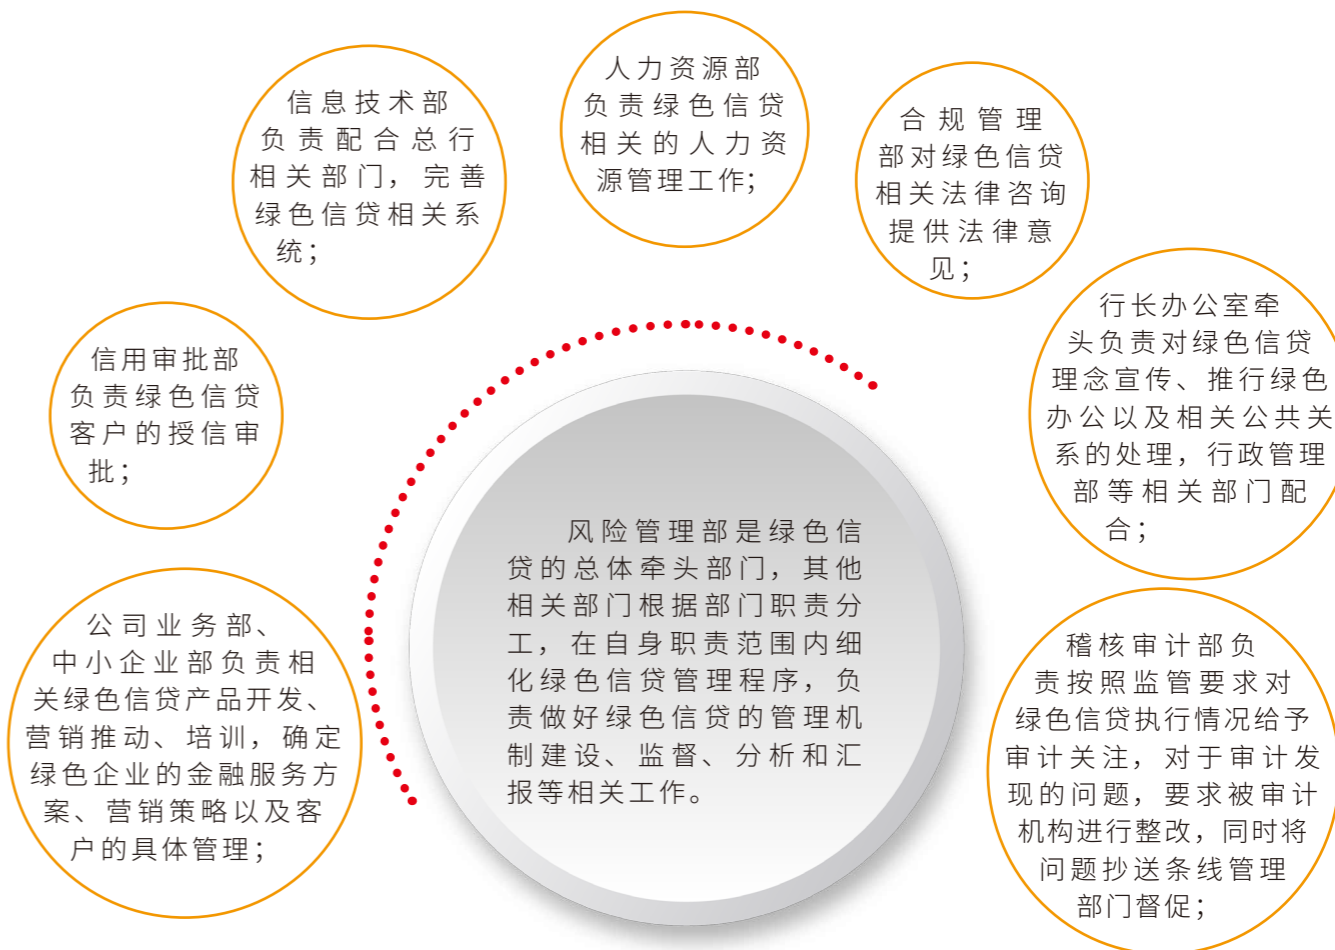 人力资源部
负责绿色信贷
相关的人力资
源管理工作；
信息技术部
负责配合总行
相关部门，完善
绿色信贷相关系
统；
合规管理
部对绿色信贷
相关法律咨询
提供法律意
见；
行长办公室牵
头负责对绿色信贷
理念宣传、推行绿色
办公以及相关公共关
系的处理，行政管理
部等相关部门配
合；
信用审批部
负责绿色信贷
客户的授信审
批；
风险管理部是绿色信
贷的总体牵头部门，其他
相关部门根据部门职责分
工，在自身职责范围内细
化绿色信贷管理程序，负
责做好绿色信贷的管理机
制建设、监督、分析和汇
报等相关工作。
公司业务部、
中小企业部负责相
关绿色信贷产品开发、
营销推动、培训，确定
绿色企业的金融服务方
案、营销策略以及客
户的具体管理；
稽核审计部负
责按照监管要求对
绿色信贷执行情况给予
审计关注，对于审计发
现的问题，要求被审计
机构进行整改，同时将
问题抄送条线管理
部门督促；